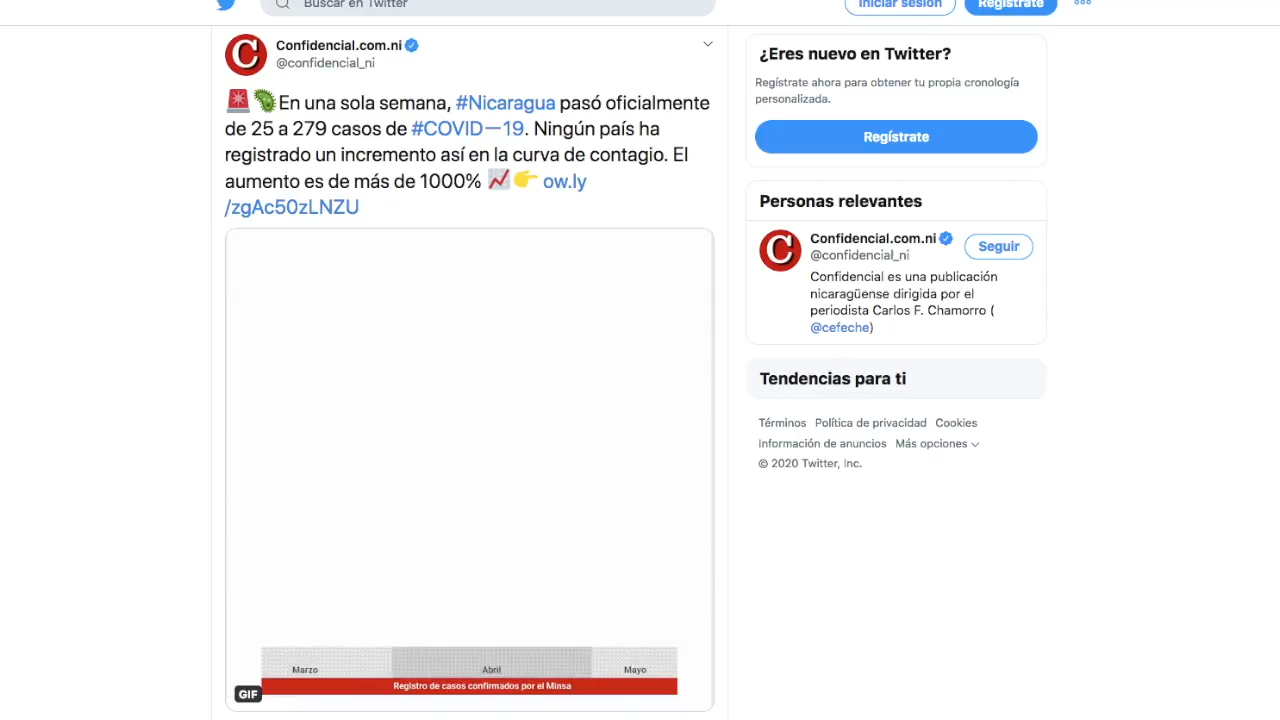 Buscar en Twitter
Iniciar sesión
Regístrate
Confidencial.com.ni
@confidencial_ni
🚨🦠En una sola semana, #Nicaragua pasó oficialmente
de 25 a 279 casos de #COVID—19. Ningún país ha
registrado un incremento así en la curva de contagio. El
aumento es de más de 1000% 📈👉 ow.ly
/zgAc50zLNZU
Marzo
Abril
Mayo
Registro de casos confirmados por el Minsa
GIF
¿Eres nuevo en Twitter?
Regístrate ahora para obtener tu propia cronología
personalizada.
Regístrate
Personas relevantes
C
Confidencial.com.ni
@confidencial_ni
Seguir
Confidencial es una publicación
nicaragüense dirigida por el
periodista Carlos F. Chamorro (
@cefeche)
Tendencias para ti
Términos Política de privacidad Cookies
Información de anuncios Más opciones
© 2020 Twitter, Inc.